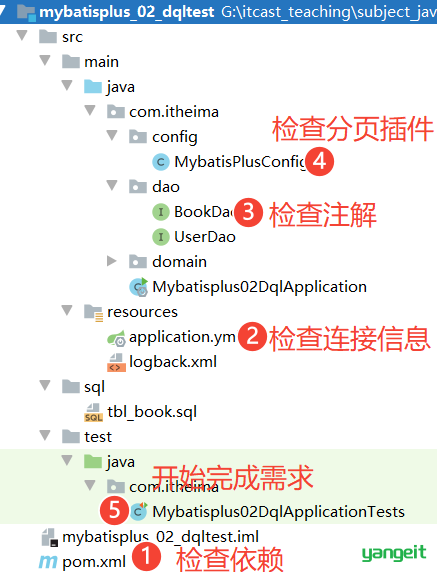 mybatisplus_02_dqltest G:\itcast_teaching\subject_jav
src
main
java
com.itheima
config
检查分页插件
MybatisPlusConfig
4
dao
BookDao
3 检查注解
UserDao
domain
Mybatisplus02DqlApplication
resources
application.ym
2 检查连接信息
logback.xml
sql
tbl_book.sql
test
java
开始完成需求
com.itheima
5
Mybatisplus02DqlApplicationTests
mybatisplus_02_dqltest.iml
pom.xml
1 检查依赖
yangeit